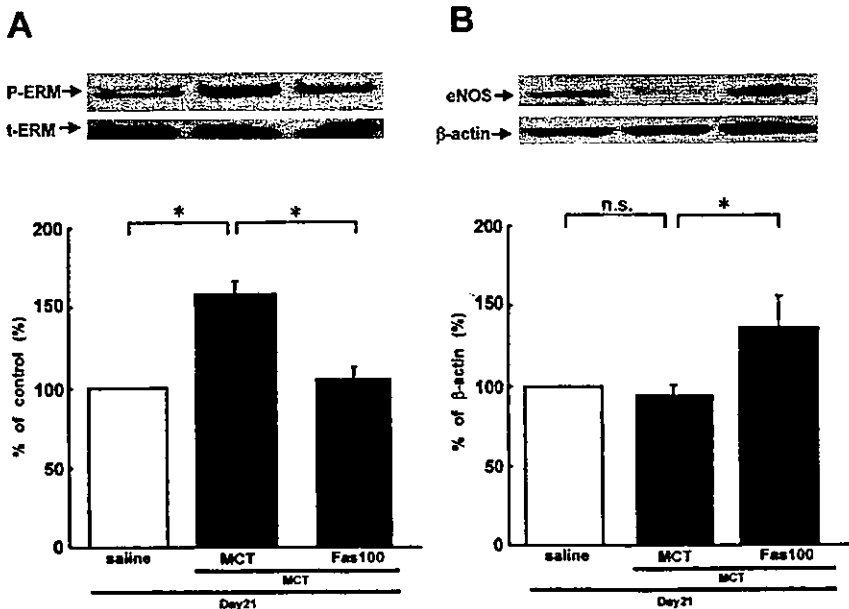 A
P-ERM
t-ERM
* *
% of control (%)
200
150
100
50
0
saline MCT Fas100
MCT
Day21
B
eNOS
β-actin
n.s. *
% of β-actin (%)
200
150
100
50
0
saline MCT Fas100
MCT
Day21